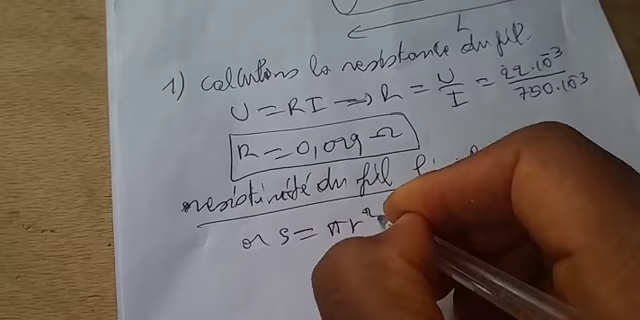 L
1) Calculons la resistance du fil.
U = RI ⟹ R = U/I = 22.10⁻³/750.10⁻³
R = 0,029 Ω
resistivité du fil
or S = πr²